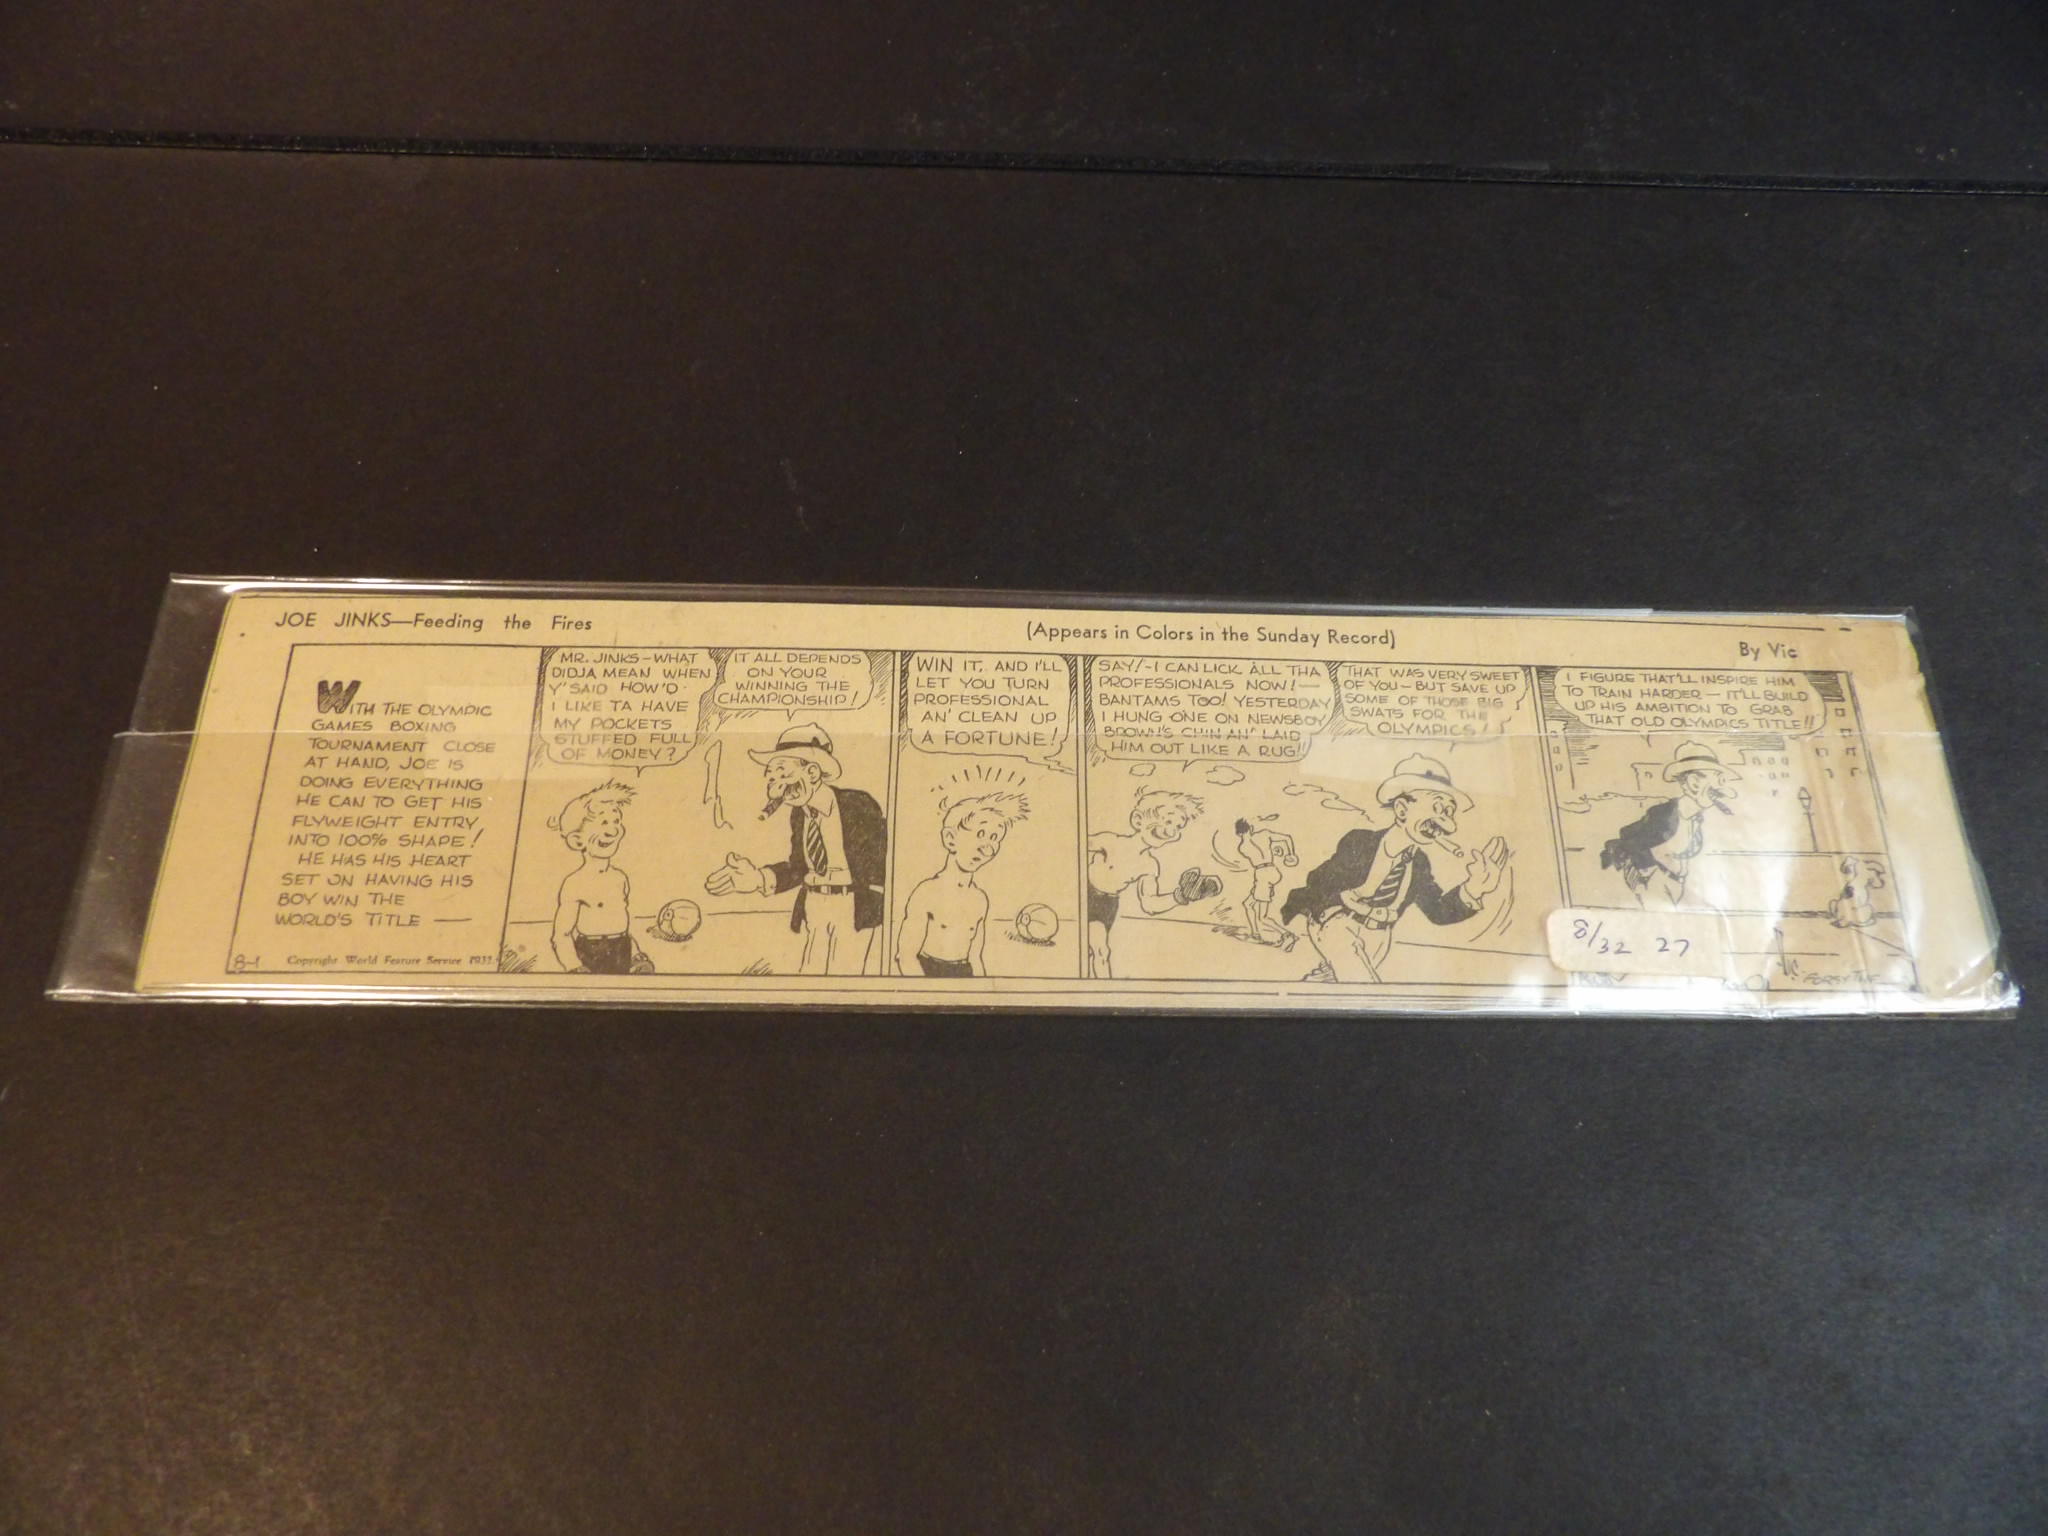 JOE JINKS—Feeding the Fires
(Appears in Colors in the Sunday Record)
By Vic
WITH THE OLYMPIC
GAMES BOXING
TOURNAMENT CLOSE
AT HAND, JOE IS
DOING EVERYTHING
HE CAN TO GET HIS
FLYWEIGHT ENTRY
INTO 100% SHAPE!
HE HAS HIS HEART
SET ON HAVING HIS
BOY WIN THE
WORLD'S TITLE —
8-1
Copyright World Feature Service 1932.
MR. JINKS—WHAT
DIDJA MEAN WHEN
Y' SAID HOW'D
I LIKE TA HAVE
MY POCKETS
STUFFED FULL
OF MONEY?
IT ALL DEPENDS
ON YOUR
WINNING THE
CHAMPIONSHIP!
WIN IT, AND I'LL
LET YOU TURN
PROFESSIONAL
AN' CLEAN UP
A FORTUNE!
SAY!-I CAN LICK ALL THA
PROFESSIONALS NOW!—
BANTAMS TOO! YESTERDAY
I HUNG ONE ON NEWSBOY
BROWN'S CHIN AN' LAID
HIM OUT LIKE A RUG!!
THAT WAS VERY SWEET
OF YOU—BUT SAVE UP
SOME OF THOSE BIG
SWATS FOR THE
OLYMPICS!
I FIGURE THAT'LL INSPIRE HIM
TO TRAIN HARDER — IT'LL BUILD
UP HIS AMBITION TO GRAB
THAT OLD OLYMPICS TITLE!!
8/32 27
VIC FORSYTHE